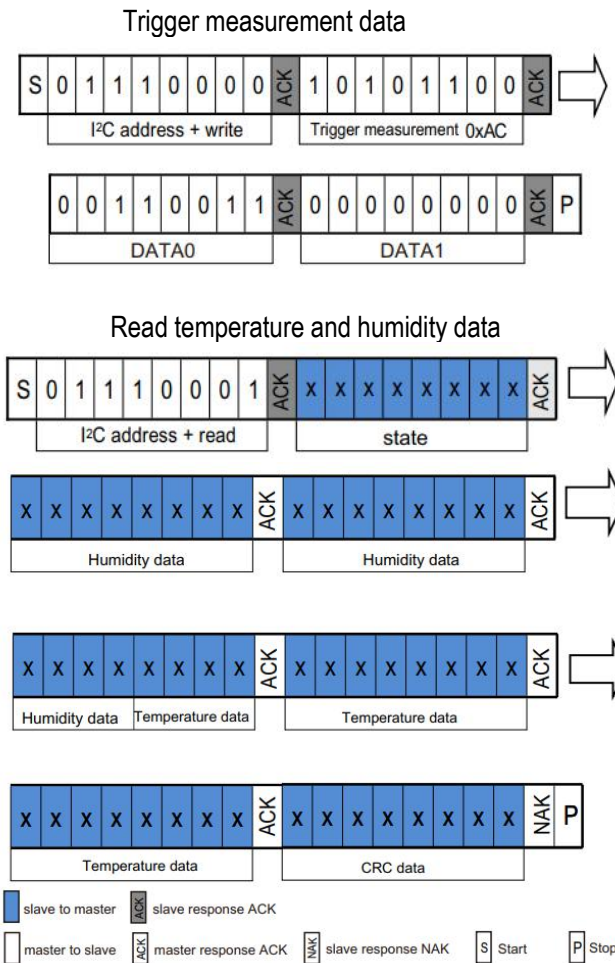 Trigger measurement data
S 0 1 1 1 0 0 0 0 ACK 1 0 1 0 1 1 0 0 ACK
I²C address + write Trigger measurement 0xAC
0 0 1 1 0 0 1 1 ACK 0 0 0 0 0 0 0 0 ACK P
DATA0 DATA1
Read temperature and humidity data
S 0 1 1 1 0 0 0 1 ACK X X X X X X X X ACK
I²C address + read state
X X X X X X X X ACK X X X X X X X X ACK
Humidity data Humidity data
X X X X X X X X ACK X X X X X X X X ACK
Humidity data Temperature data Temperature data
X X X X X X X X ACK X X X X X X X X NAK P
Temperature data CRC data
slave to master ACK slave response ACK
master to slave ACK master response ACK NAK slave response NAK S Start P Stop